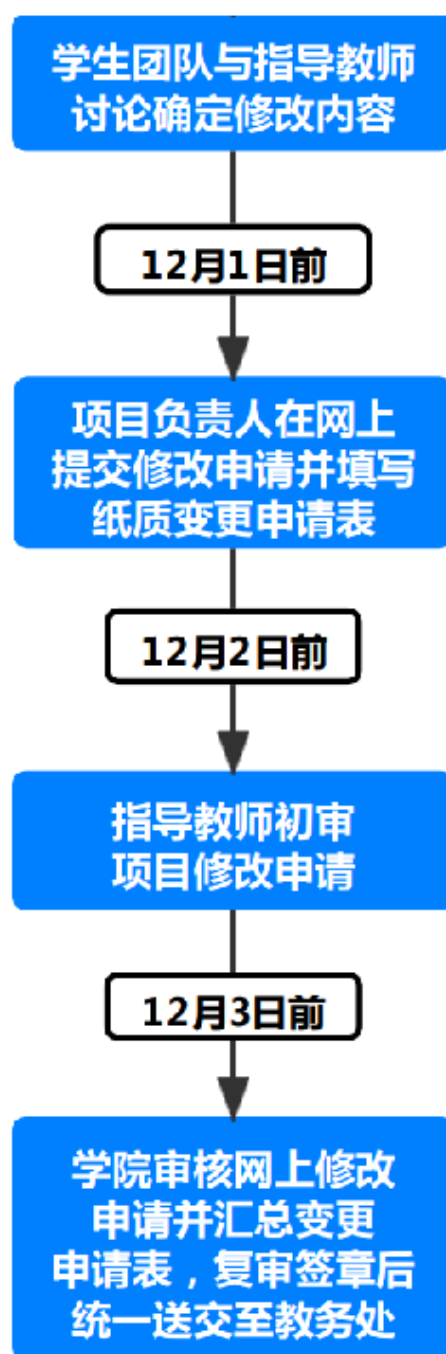 学生团队与指导教师
讨论确定修改内容
12月1日前
项目负责人在网上
提交修改申请并填写
纸质变更申请表
12月2日前
指导教师初审
项目修改申请
12月3日前
学院审核网上修改
申请并汇总变更
申请表，复审签章后
统一送交至教务处